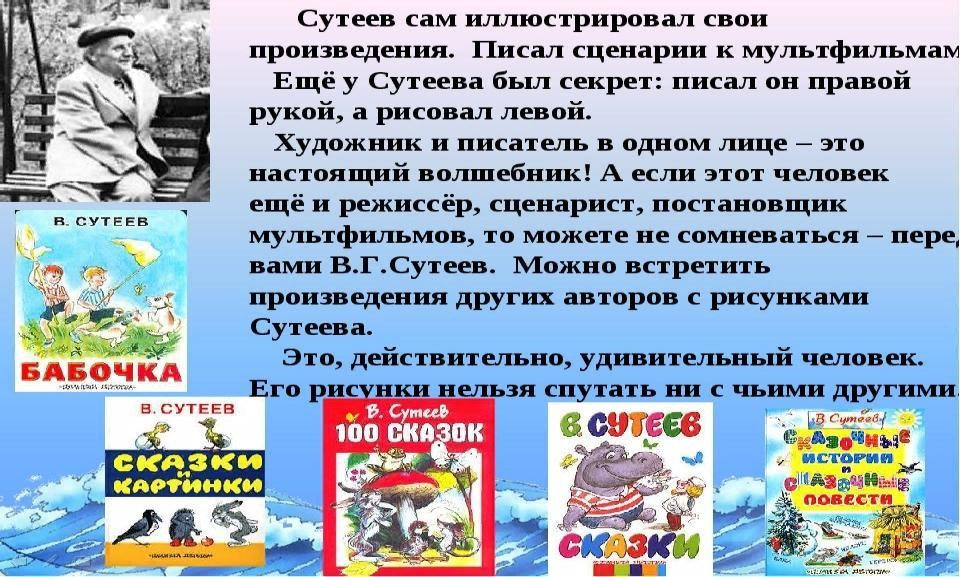 Сутеев сам иллюстрировал свои
произведения. Писал сценарии к мультфильмам
Ещё у Сутеева был секрет: писал он правой
рукой, а рисовал левой.
Художник и писатель в одном лице – это
настоящий волшебник! А если этот человек
ещё и режиссёр, сценарист, постановщик
мультфильмов, то можете не сомневаться – перед
вами В.Г.Сутеев. Можно встретить
произведения других авторов с рисунками
Сутеева.
Это, действительно, удивительный человек.
Его рисунки нельзя спутать ни с чьими другими.
В. СУТЕЕВ
БАБОЧКА
В. СУТЕЕВ
СКАЗКИ
И
КАРТИНКИ
В. Сутеев
100 СКАЗОК
В. СУТЕЕВ
СКАЗКИ
В. Сутеев
СКАЗОЧНЫЕ
ИСТОРИИ
И
СКАЗОЧНЫЕ
ПОВЕСТИ